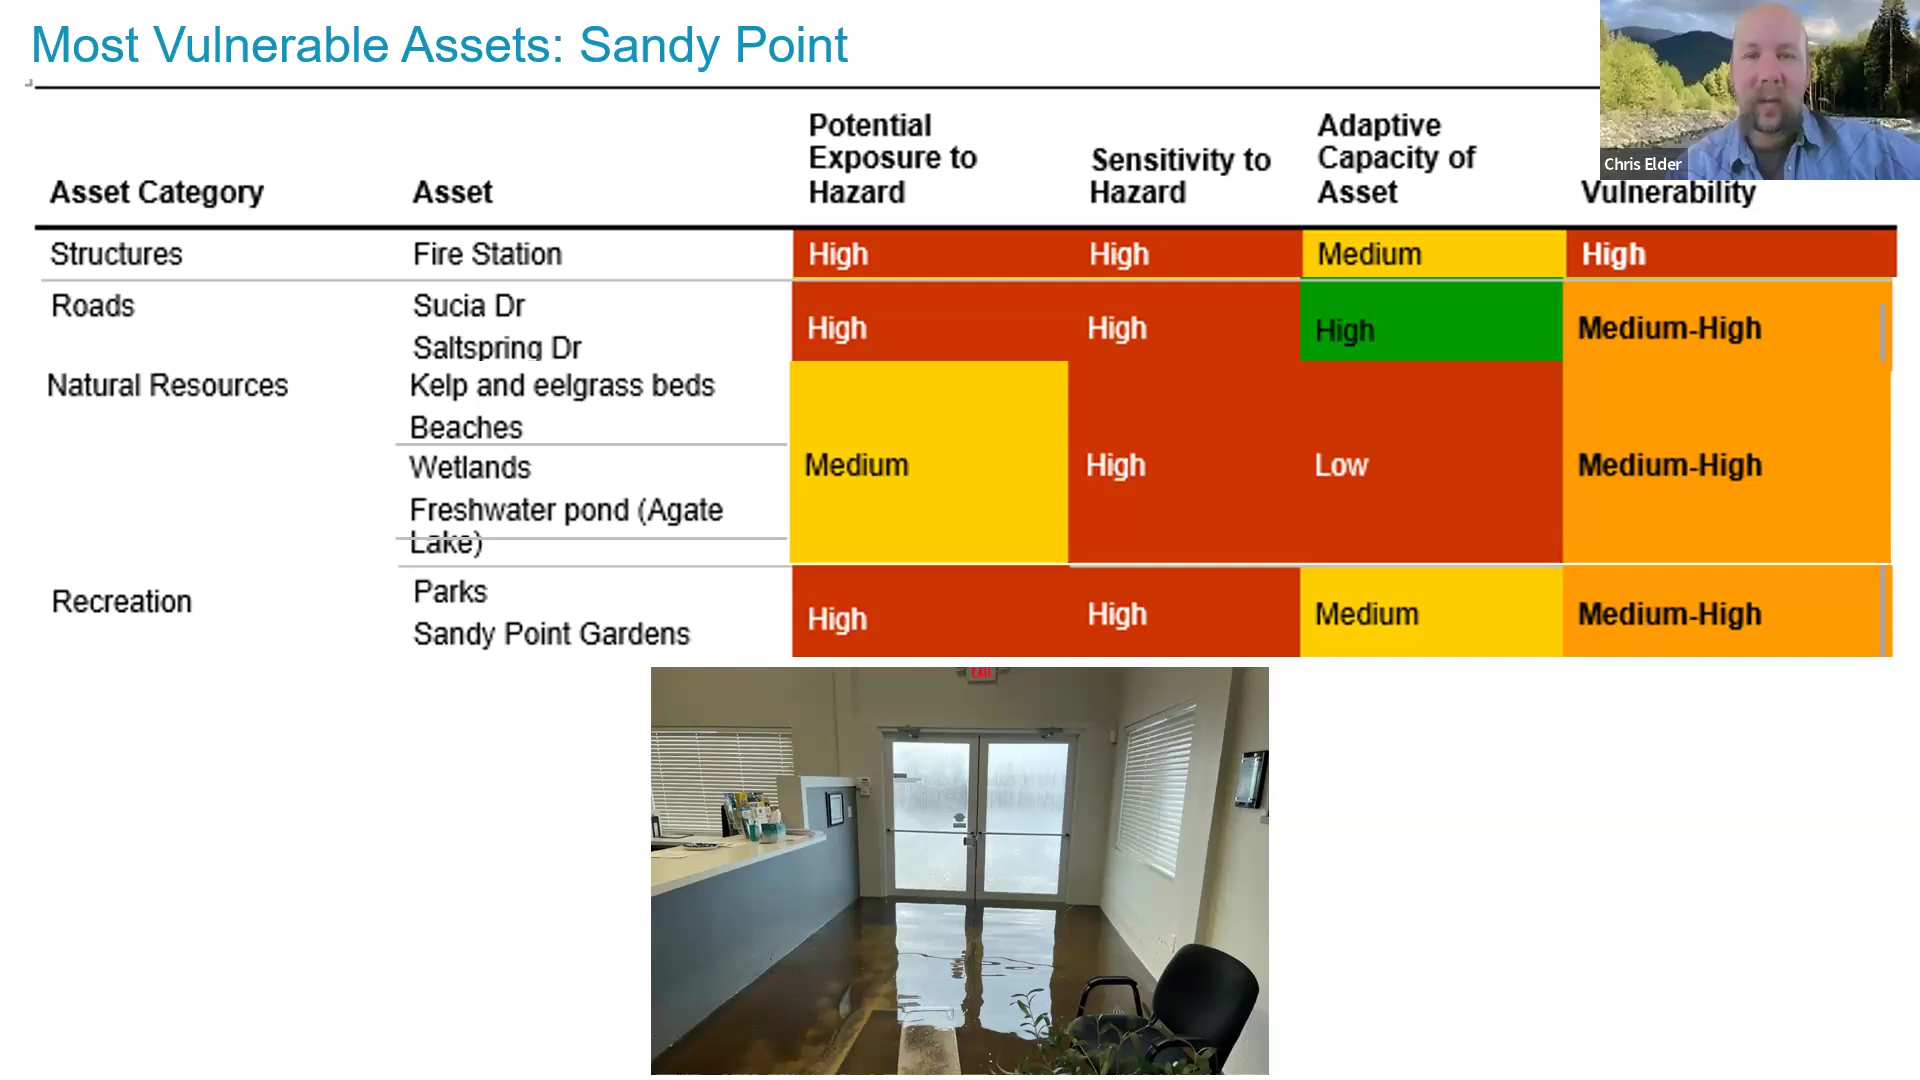 Most Vulnerable Assets: Sandy Point
Chris Elder
Asset Category
Asset
Potential
Exposure to
Hazard
Sensitivity to
Hazard
Adaptive
Capacity of
Asset
Vulnerability
Structures
Fire Station
High
High
Medium
High
Roads
Sucia Dr
Saltspring Dr
High
High
High
Medium-High
Natural Resources
Kelp and eelgrass beds
Beaches
Wetlands
Freshwater pond (Agate
Lake)
Medium
High
Low
Medium-High
Recreation
Parks
Sandy Point Gardens
High
High
Medium
Medium-High
EXIT